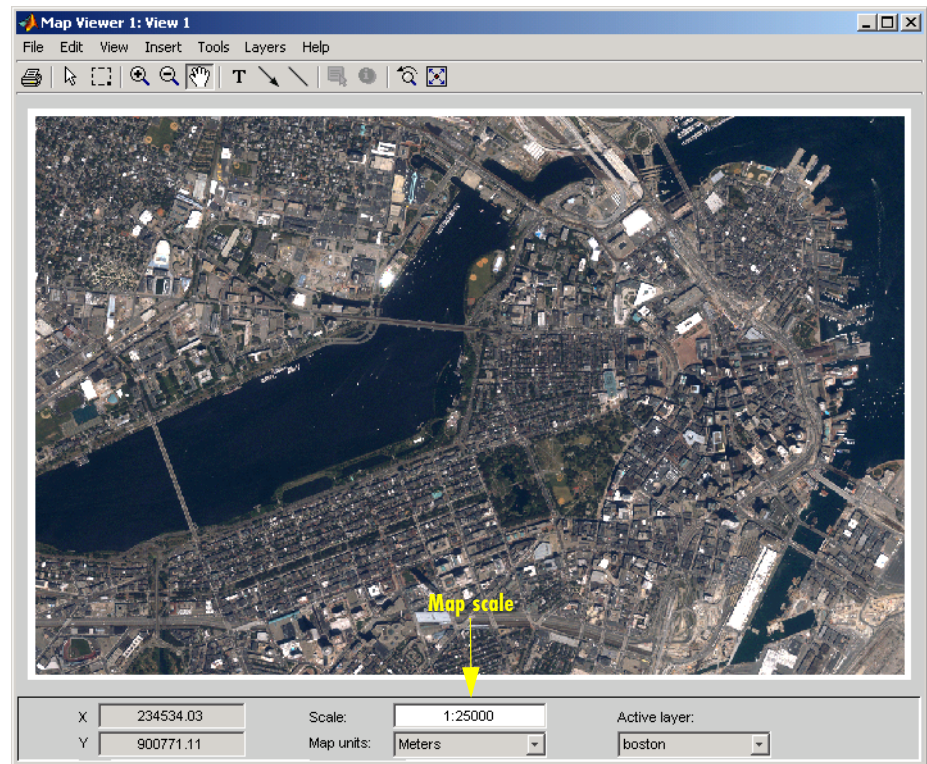 Map Viewer 1: View 1
File Edit View Insert Tools Layers Help
T
Map scale
X 234534.03 Scale: 1:25000 Active layer:
Y 900771.11 Map units: Meters boston